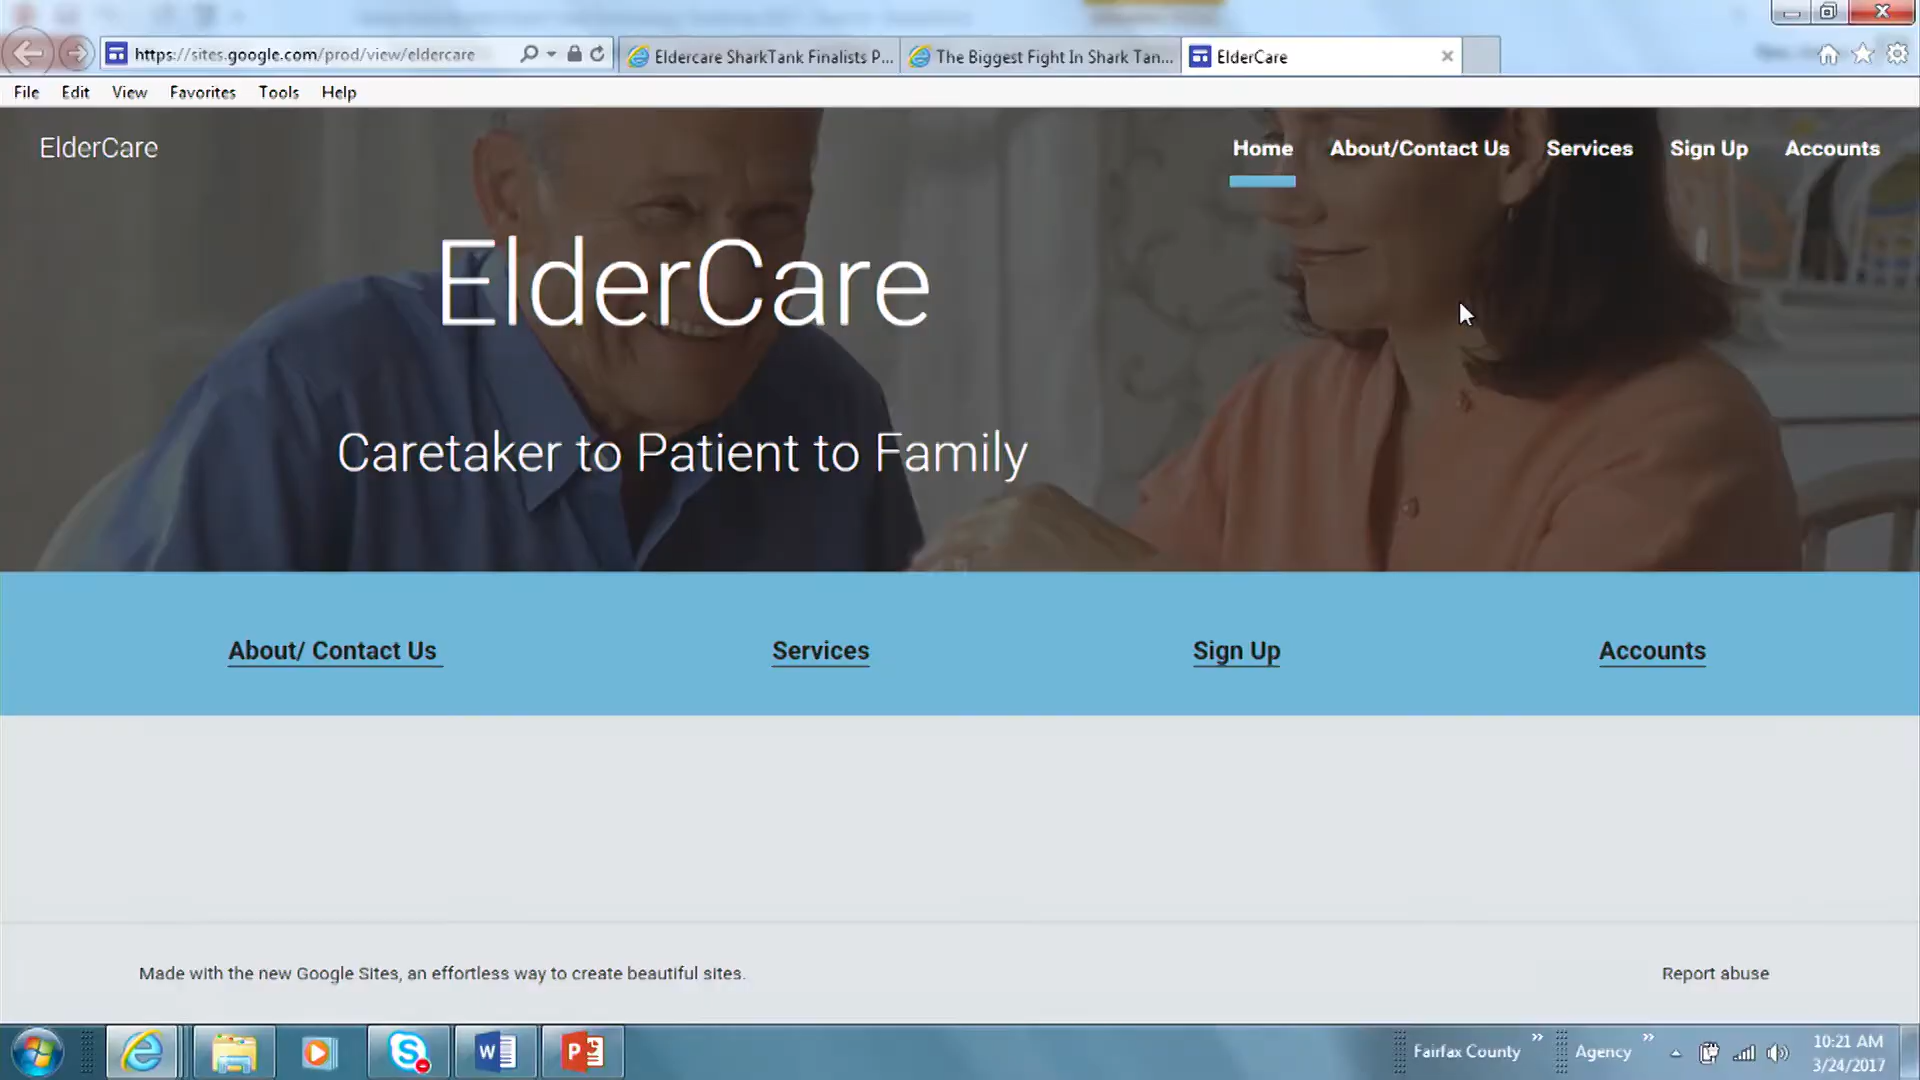 https://sites.google.com/prod/view/eldercare
Eldercare SharkTank Finalists P...
The Biggest Fight In Shark Tan...
ElderCare
File Edit View Favorites Tools Help
ElderCare
Home About/Contact Us Services Sign Up Accounts
ElderCare
Caretaker to Patient to Family
About/ Contact Us Services Sign Up Accounts
Made with the new Google Sites, an effortless way to create beautiful sites.
Report abuse
Fairfax County
Agency
10:21 AM
3/24/2017